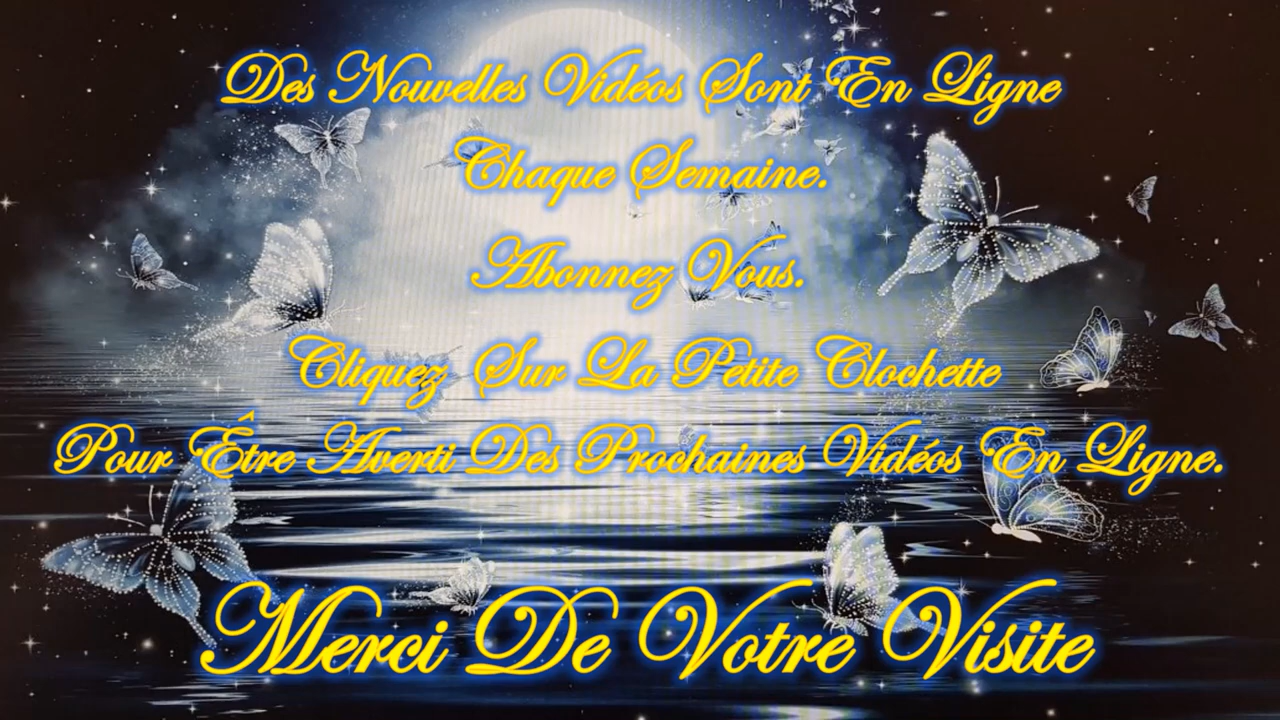 Des Nouvelles Vidéos Sont En Ligne
Chaque Semaine.
Abonnez Vous.
Cliquez Sur La Petite Clochette
Pour Être Averti Des Prochaines Vidéos En Ligne.
Merci De Votre Visite